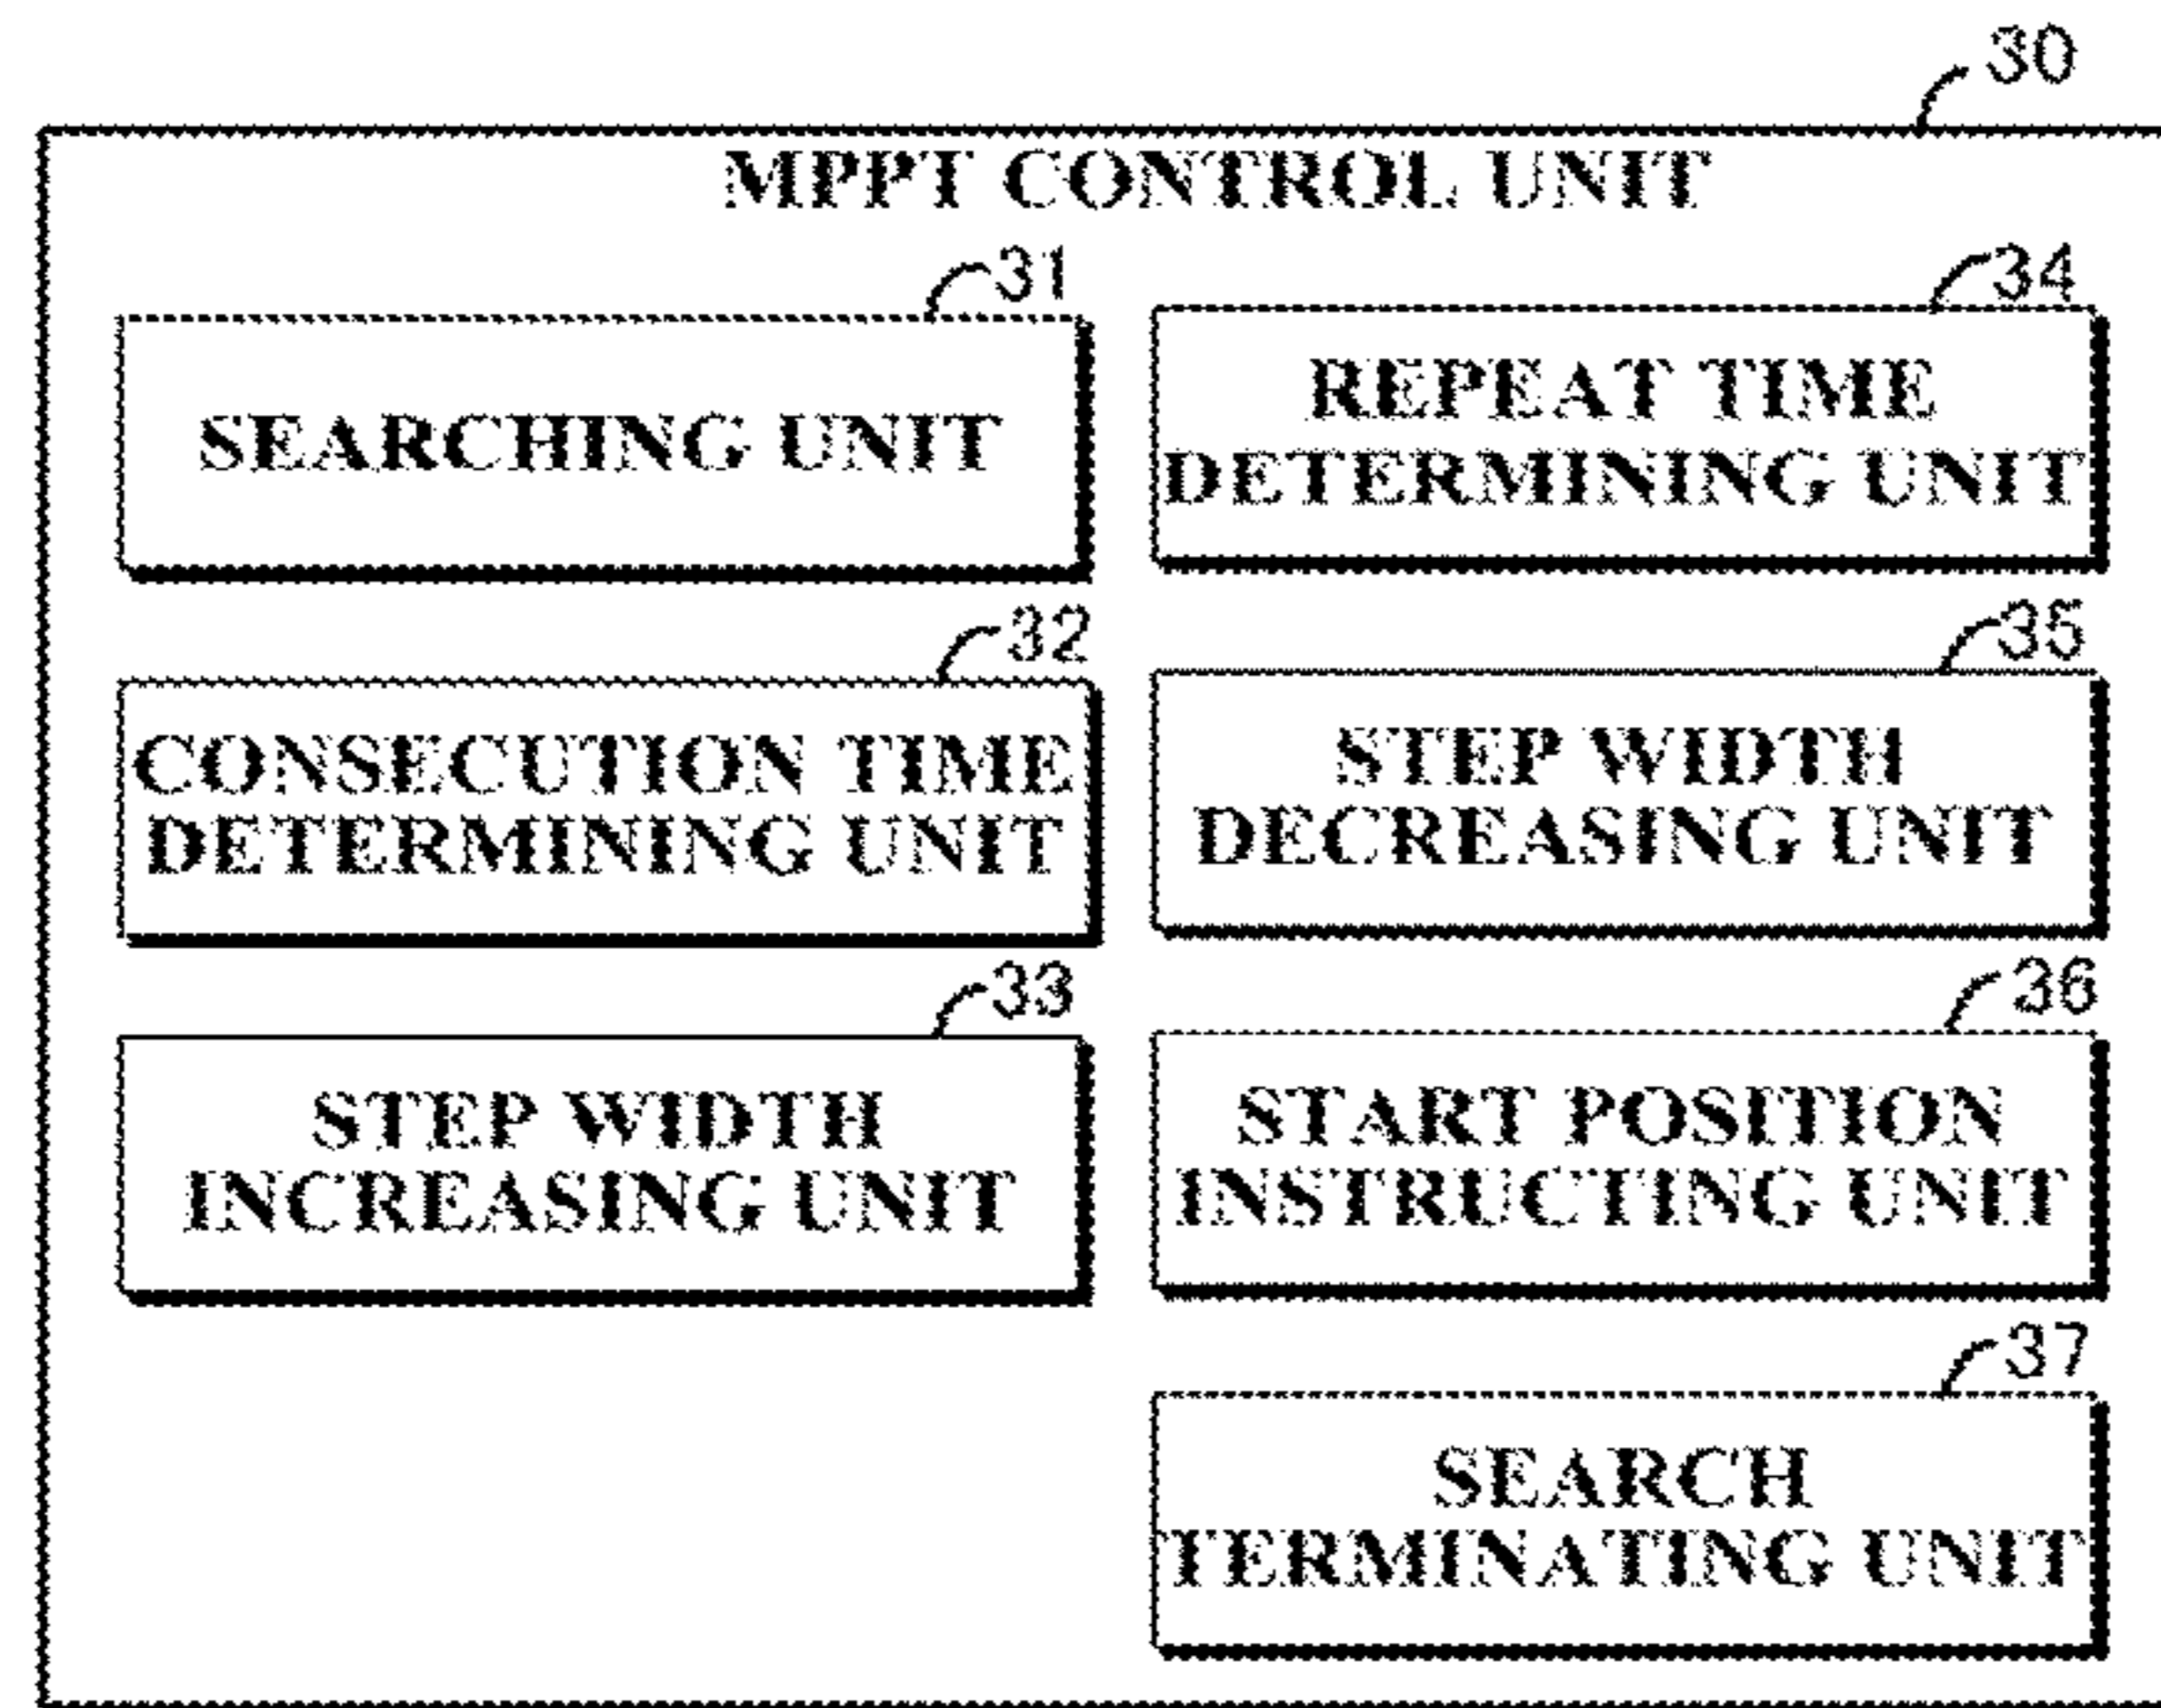 30
MPPT CONTROL UNIT
31
SEARCHING UNIT
32
CONSECUTION TIME
DETERMINING UNIT
33
STEP WIDTH
INCREASING UNIT
34
REPEAT TIME
DETERMINING UNIT
35
STEP WIDTH
DECREASING UNIT
36
START POSITION
INSTRUCTING UNIT
37
SEARCH
TERMINATING UNIT